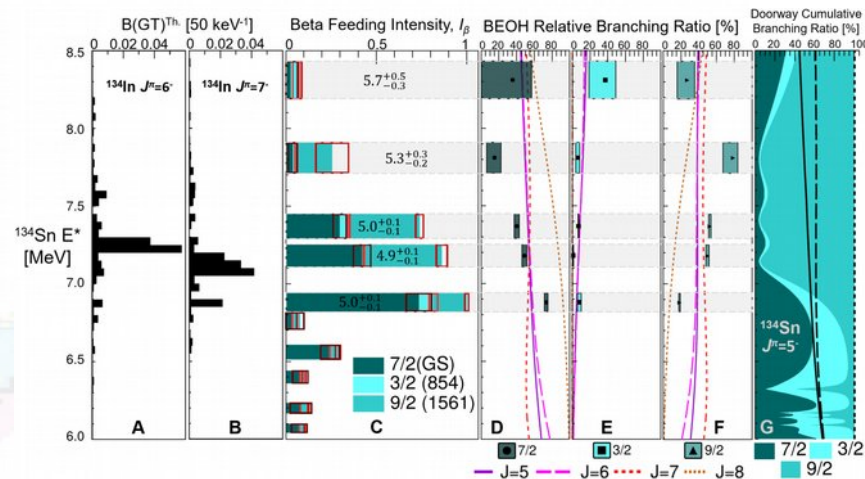 B(GT)Th. [50 keV-1]
Beta Feeding Intensity, Iβ
BEOH Relative Branching Ratio [%]
Doorway Cumulative
Branching Ratio [%]
0 0.02 0.04
0 0.02 0.04
0 0.5 1
0 20 40 60 80
0 20 40 60 80
0 20 40 60 80
0 20 40 60 80 100
8.5
8.0
7.5
7.0
6.5
6.0
134Sn E*
[MeV]
134In Jπ=6-
134In Jπ=7-
5.7+0.5-0.3
5.3+0.3-0.2
5.0+0.1-0.1
4.9+0.1-0.1
5.0+0.1-0.1
7/2(GS)
3/2 (854)
9/2 (1561)
134Sn
Jπ=5-
A B C D E F G
7/2 3/2 9/2
J=5 J=6 J=7 J=8
7/2 3/2
9/2